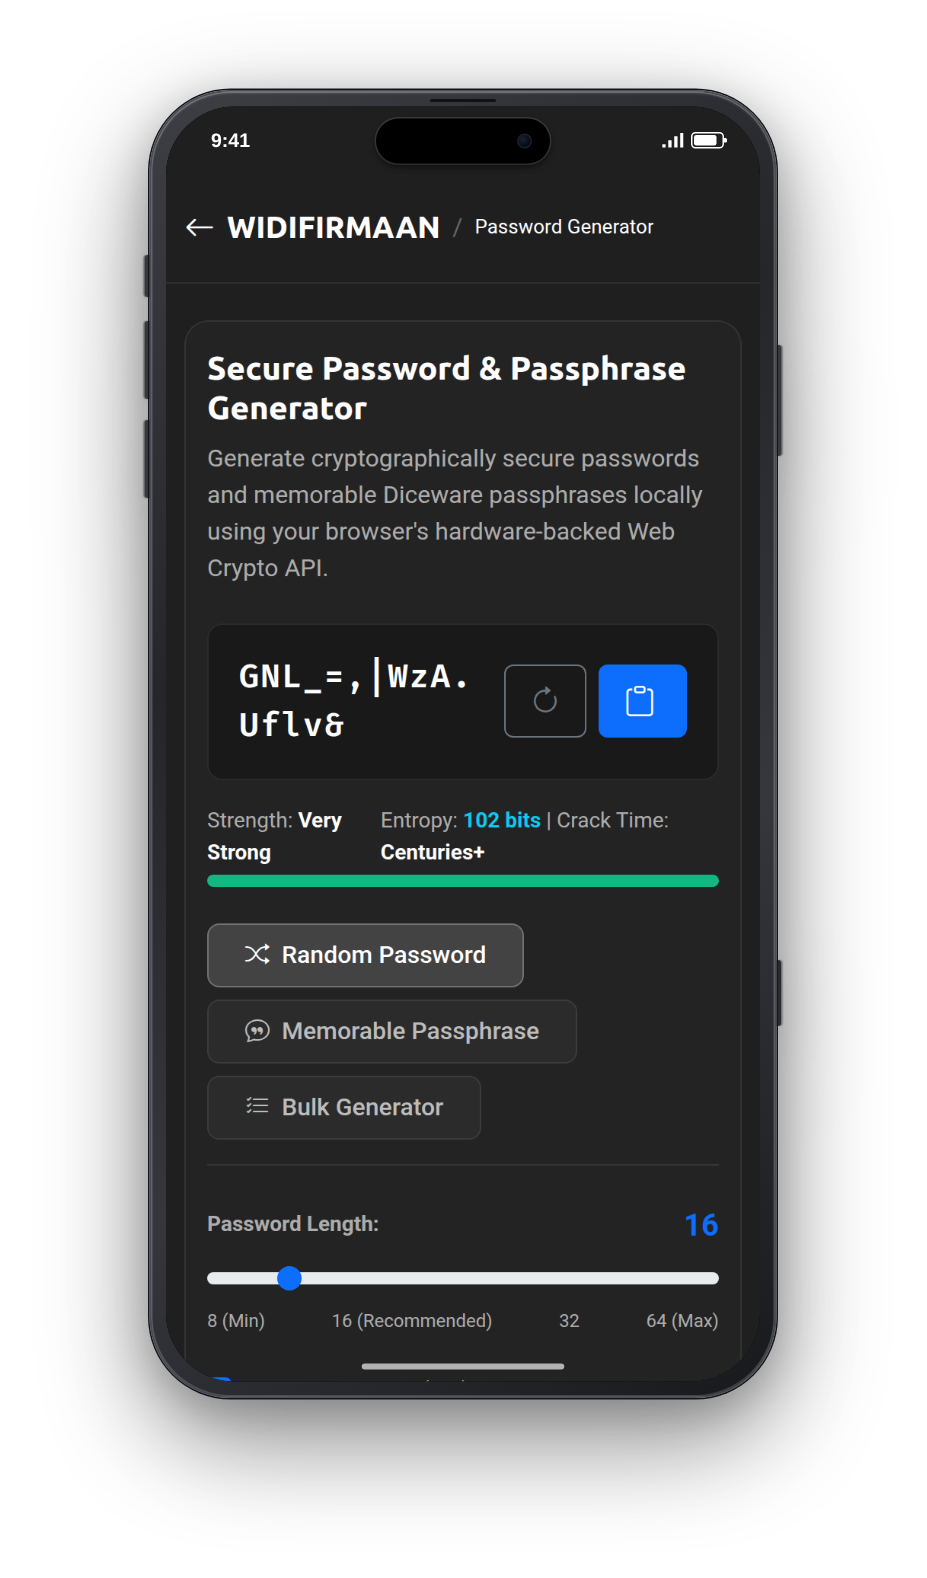 9:41
WIDIFIRMAAN / Password Generator
Secure Password & Passphrase
Generator
Generate cryptographically secure passwords
and memorable Diceware passphrases locally
using your browser's hardware-backed Web
Crypto API.
GNL_=,|WzA.
Uflv&
Strength: Very
Strong
Entropy: 102 bits | Crack Time:
Centuries+
Random Password
Memorable Passphrase
Bulk Generator
Password Length: 16
8 (Min) 16 (Recommended) 32 64 (Max)